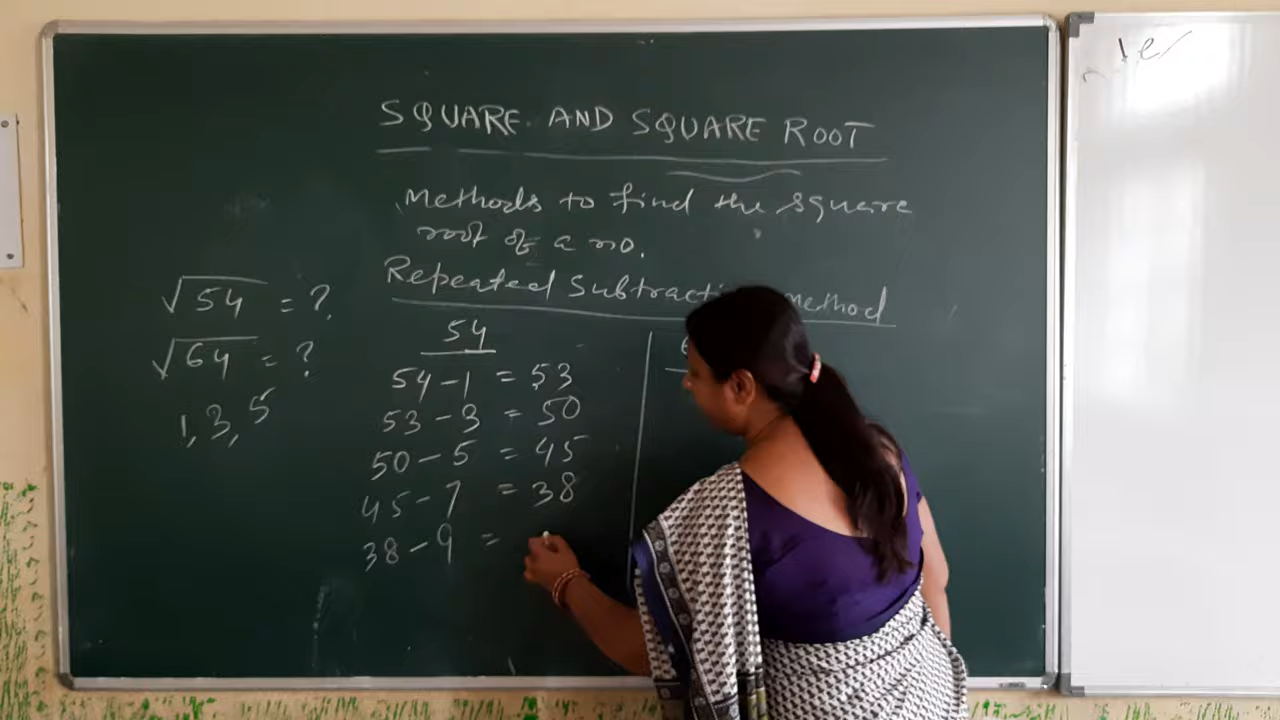 SQUARE AND SQUARE ROOT
Methods to find the square
root of a no.
Repeated Subtraction Method
√54 = ?
√64 = ?
1, 3, 5
54
54 - 1 = 53
53 - 3 = 50
50 - 5 = 45
45 - 7 = 38
38 - 9 =